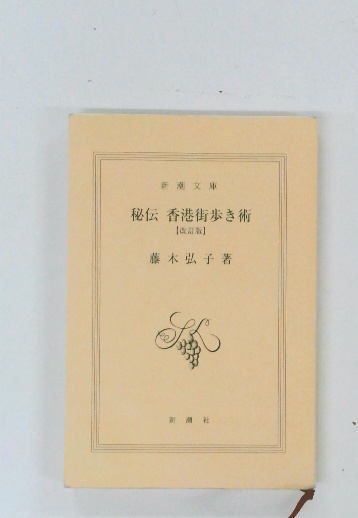 新潮文庫
秘伝 香港街歩き術
【改訂版】
藤木弘子著
新潮社